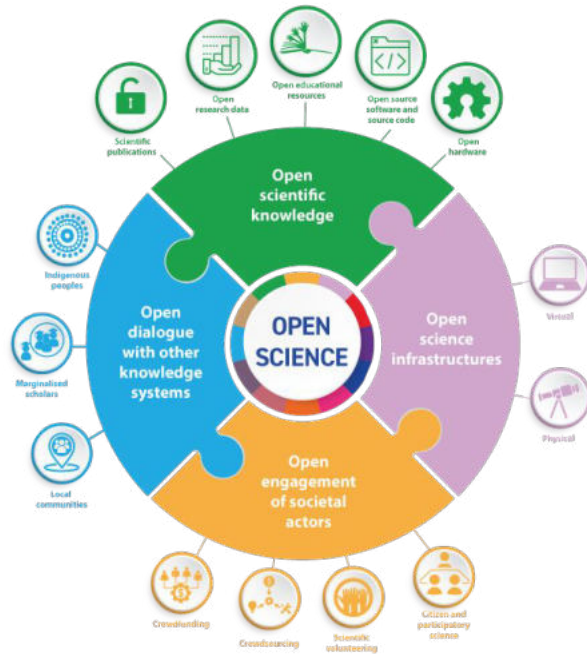 Open educational
resources
Open
research data
Open source
software and
source code
Scientific
publications
Open
hardware
Open
scientific
knowledge
Indigenous
peoples
Virtual
Open
dialogue
with other
knowledge
systems
OPEN
SCIENCE
Open
science
infrastructures
Marginalised
scholars
Physical
Local
communities
Open
engagement
of societal
actors
Crowdfunding
Crowdsourcing
Scientific
volunteering
Citizen and
participatory
science